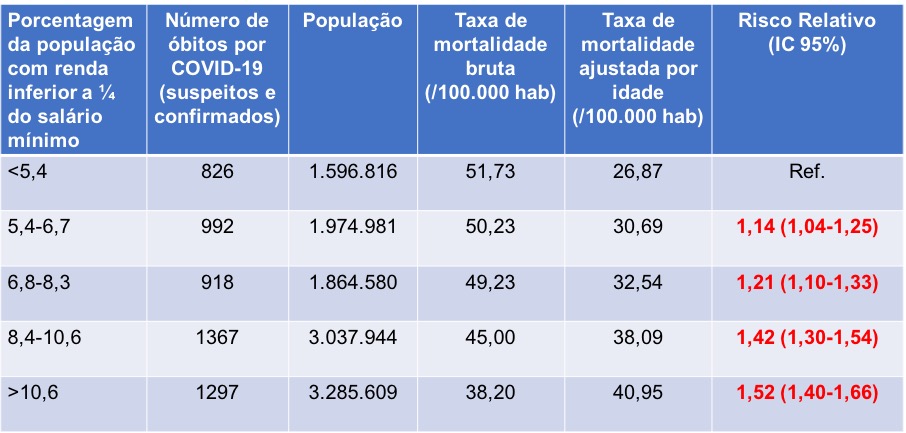 Porcentagem da população com renda inferior a ¼ do salário mínimo | Número de óbitos por COVID-19 (suspeitos e confirmados) | População | Taxa de mortalidade bruta (/100.000 hab) | Taxa de mortalidade ajustada por idade (/100.000 hab) | Risco Relativo (IC 95%)
<5,4 | 826 | 1.596.816 | 51,73 | 26,87 | Ref.
5,4-6,7 | 992 | 1.974.981 | 50,23 | 30,69 | 1,14 (1,04-1,25)
6,8-8,3 | 918 | 1.864.580 | 49,23 | 32,54 | 1,21 (1,10-1,33)
8,4-10,6 | 1367 | 3.037.944 | 45,00 | 38,09 | 1,42 (1,30-1,54)
>10,6 | 1297 | 3.285.609 | 38,20 | 40,95 | 1,52 (1,40-1,66)